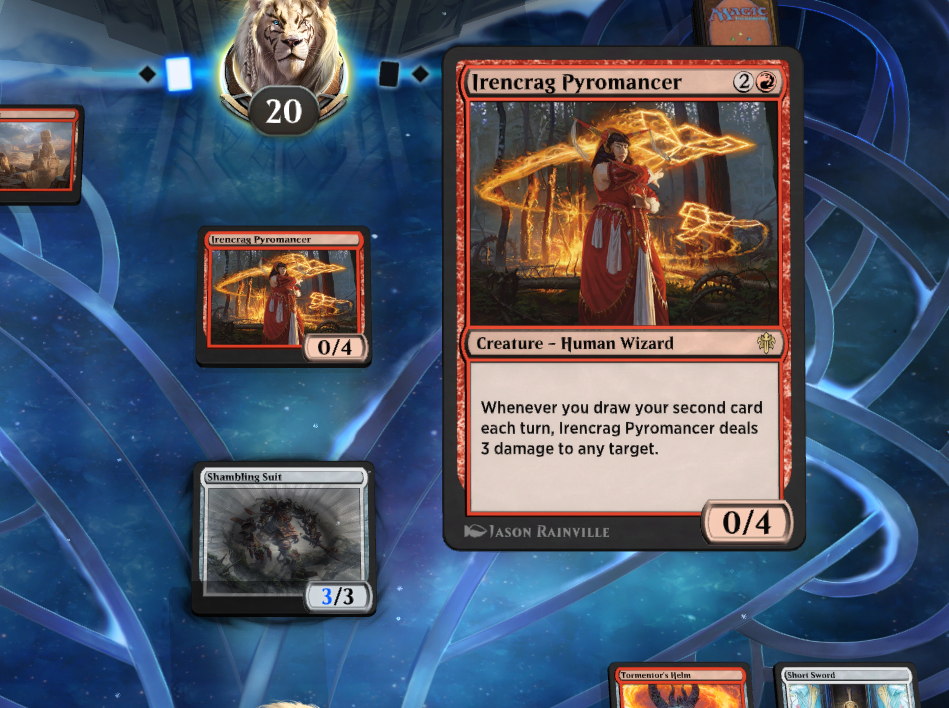 MAGIC
20
Irencrag Pyromancer 2
Creature – Human Wizard
Whenever you draw your second card
each turn, Irencrag Pyromancer deals
3 damage to any target.
Jason Rainville
0/4
Irencrag Pyromancer
0/4
Shambling Suit
3/3
Tormentor's Helm
Short Sword